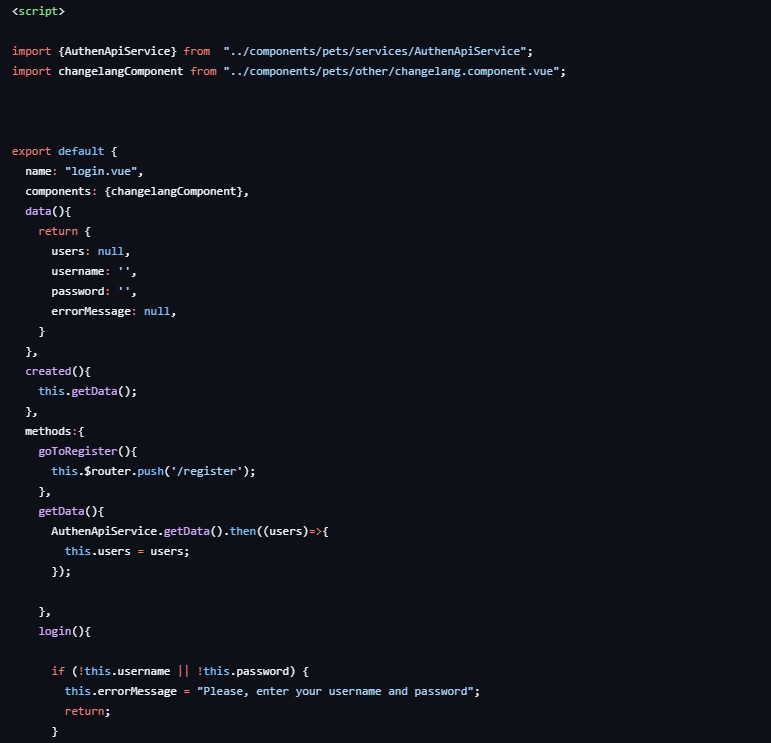 <script>
import {AuthenApiService} from  "../components/pets/services/AuthenApiService";
import changelangComponent from "../components/pets/other/changelang.component.vue";
export default {
  name: "login.vue",
  components: {changelangComponent},
  data(){
    return {
      users: null,
      username: '',
      password: '',
      errorMessage: null,
    }
  },
  created(){
    this.getData();
  },
  methods:{
    goToRegister(){
      this.$router.push('/register');
    },
    getData(){
      AuthenApiService.getData().then((users)=>{
        this.users = users;
      });
    },
    login(){
      if (!this.username || !this.password) {
        this.errorMessage = "Please, enter your username and password";
        return;
      }